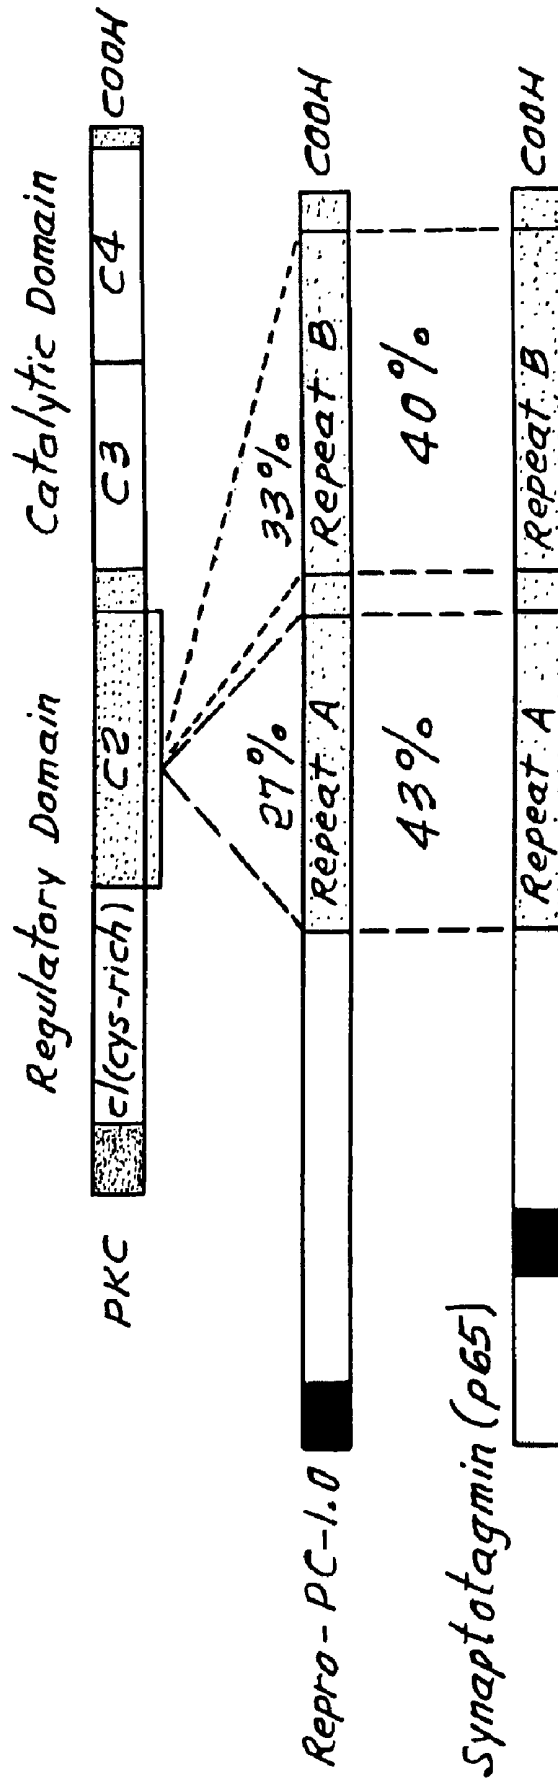 Regulatory Domain Catalytic Domain
PKC c1(cys-rich) C2 C3 C4 COOH
27% 33%
Repro-PC-1.0 Repeat A Repeat B COOH
43% 40%
Synaptotagmin (p65)
Repeat A Repeat B COOH